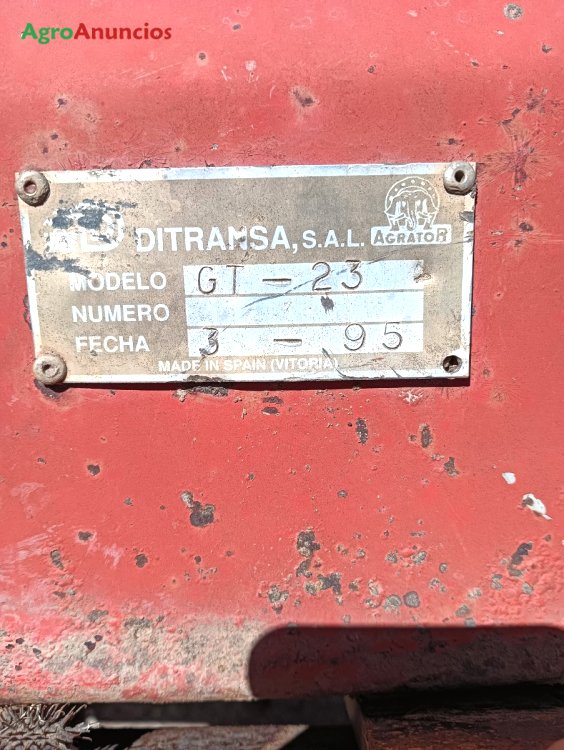 AgroAnuncios
DITRANSA, S.A.L. AGRATOR
MODELO GT - 23
NUMERO
FECHA 3 - 95
MADE IN SPAIN (VITORIA)